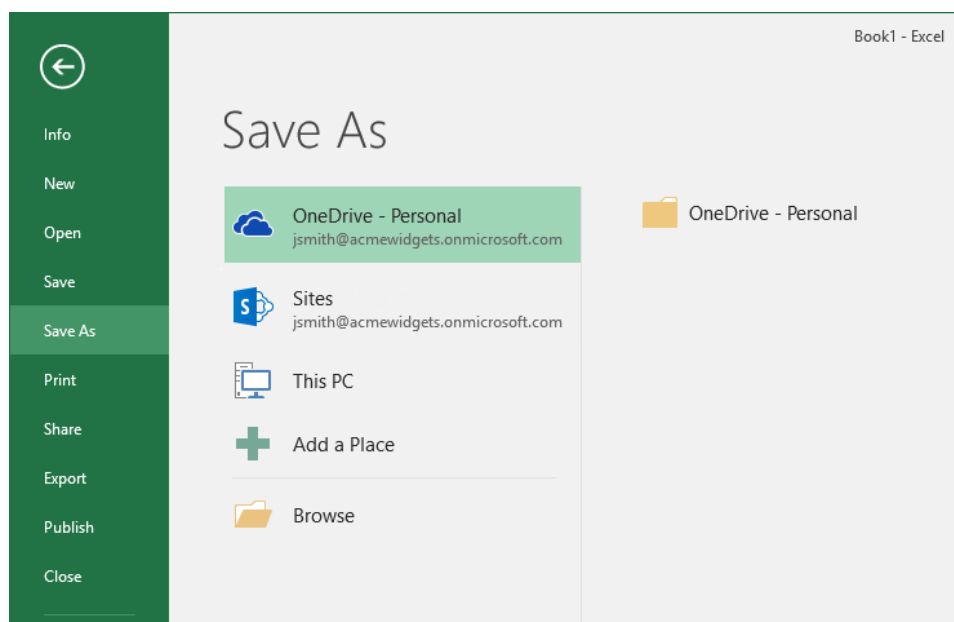 Book1 - Excel
Info
New
Open
Save
Save As
Print
Share
Export
Publish
Close
Save As
OneDrive - Personal
jsmith@acmewidgets.onmicrosoft.com
Sites
jsmith@acmewidgets.onmicrosoft.com
This PC
Add a Place
Browse
OneDrive - Personal